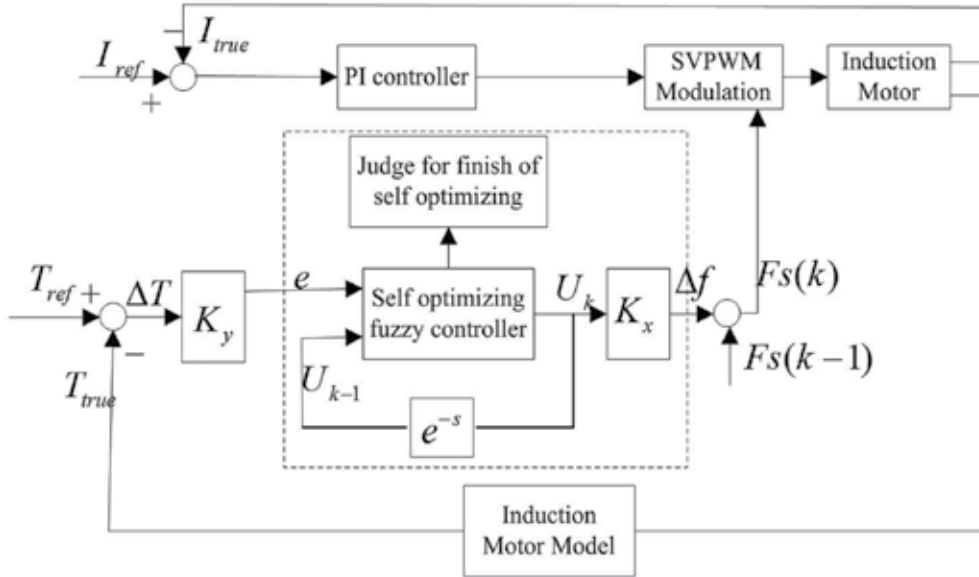 −
I_true
I_ref
+
PI controller
SVPWM
Modulation
Induction
Motor
Judge for finish of
self optimizing
T_ref +
ΔT
K_y
e
Self optimizing
fuzzy controller
U_k
K_x
Δf
Fs(k)
−
T_true
U_{k−1}
e^{−s}
Fs(k−1)
Induction
Motor Model